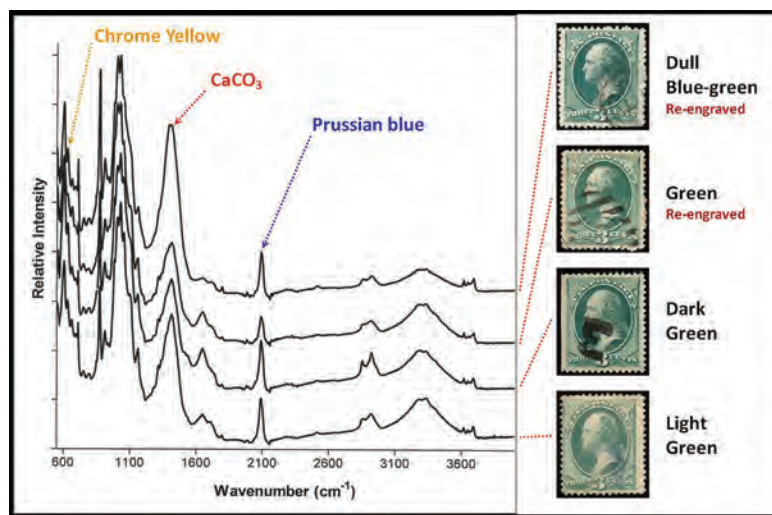 Chrome Yellow
CaCO₃
Prussian blue
Relative Intensity
600 1100 1600 2100 2600 3100 3600
Wavenumber (cm⁻¹)
Dull
Blue-green
Re-engraved
Green
Re-engraved
Dark
Green
Light
Green